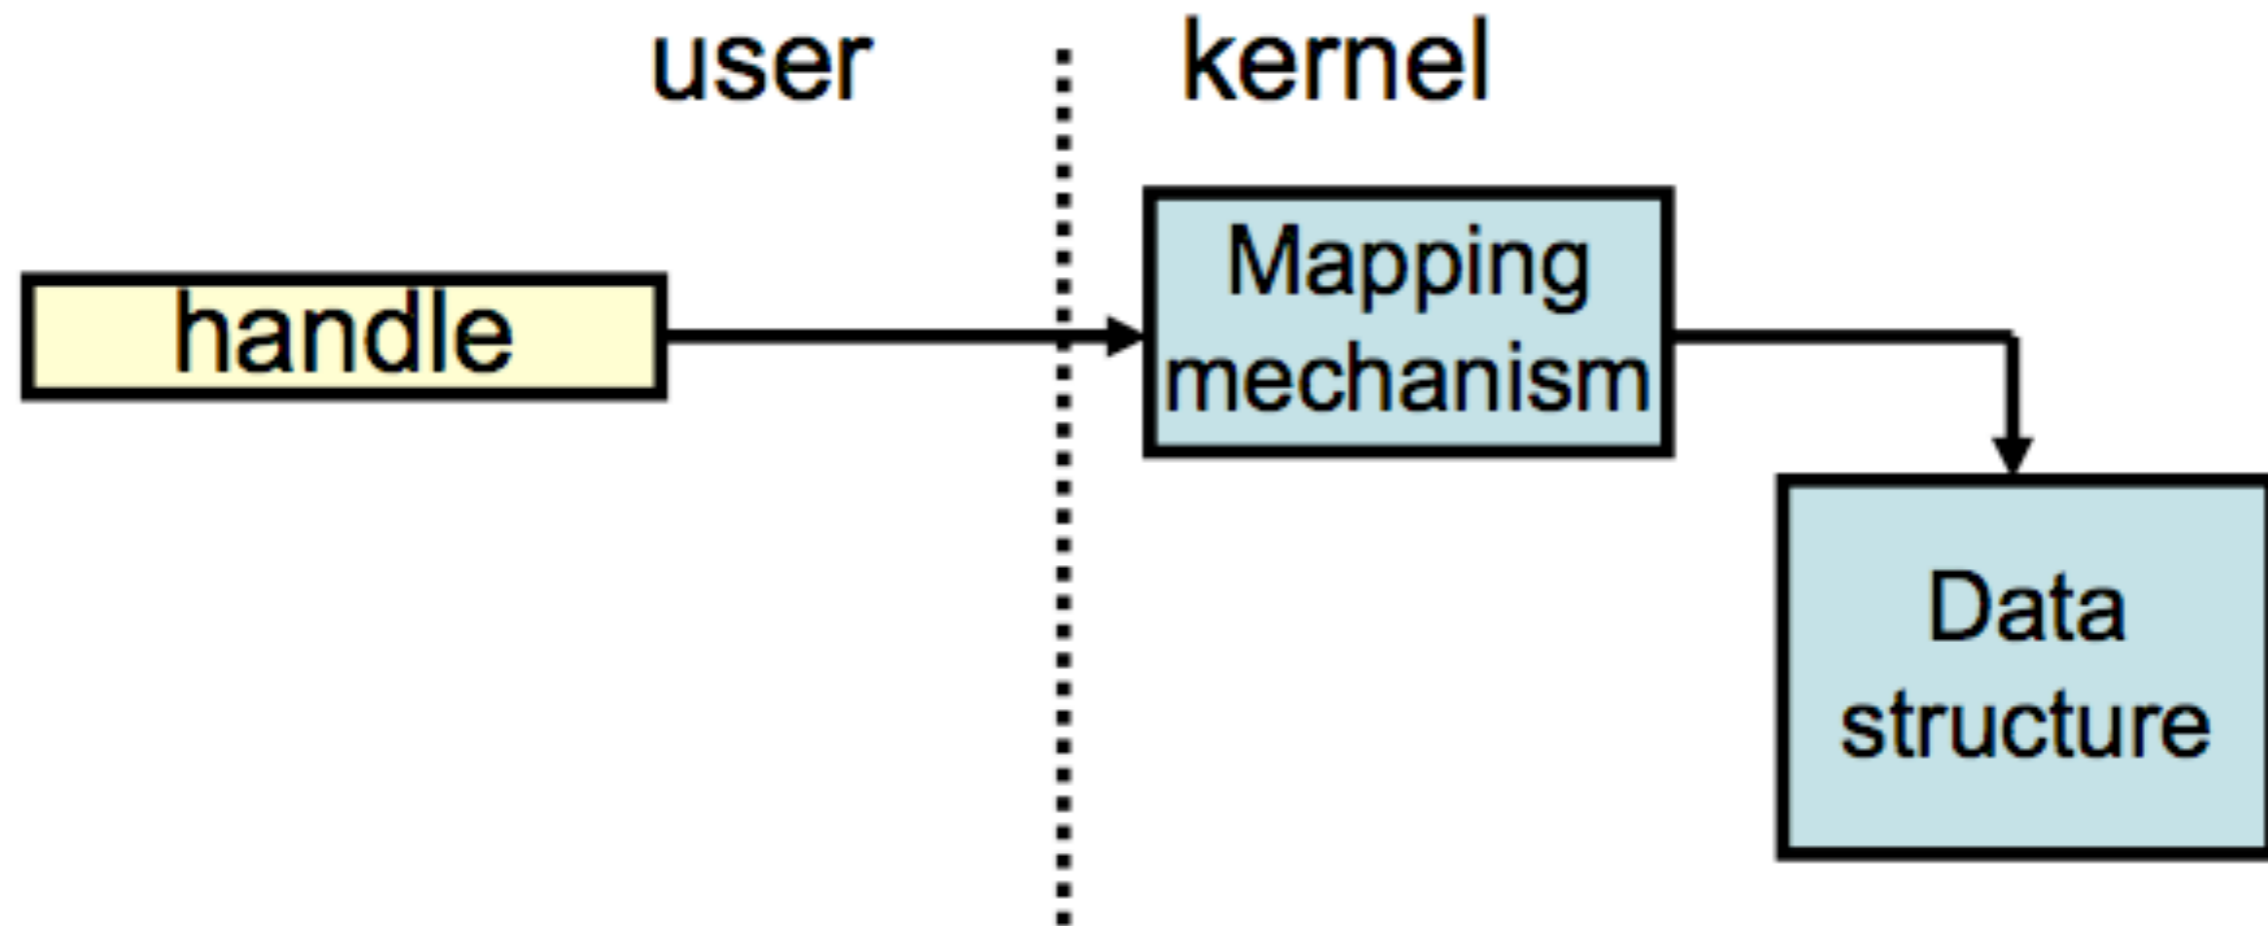 user
kernel
handle
Mapping
mechanism
Data
structure